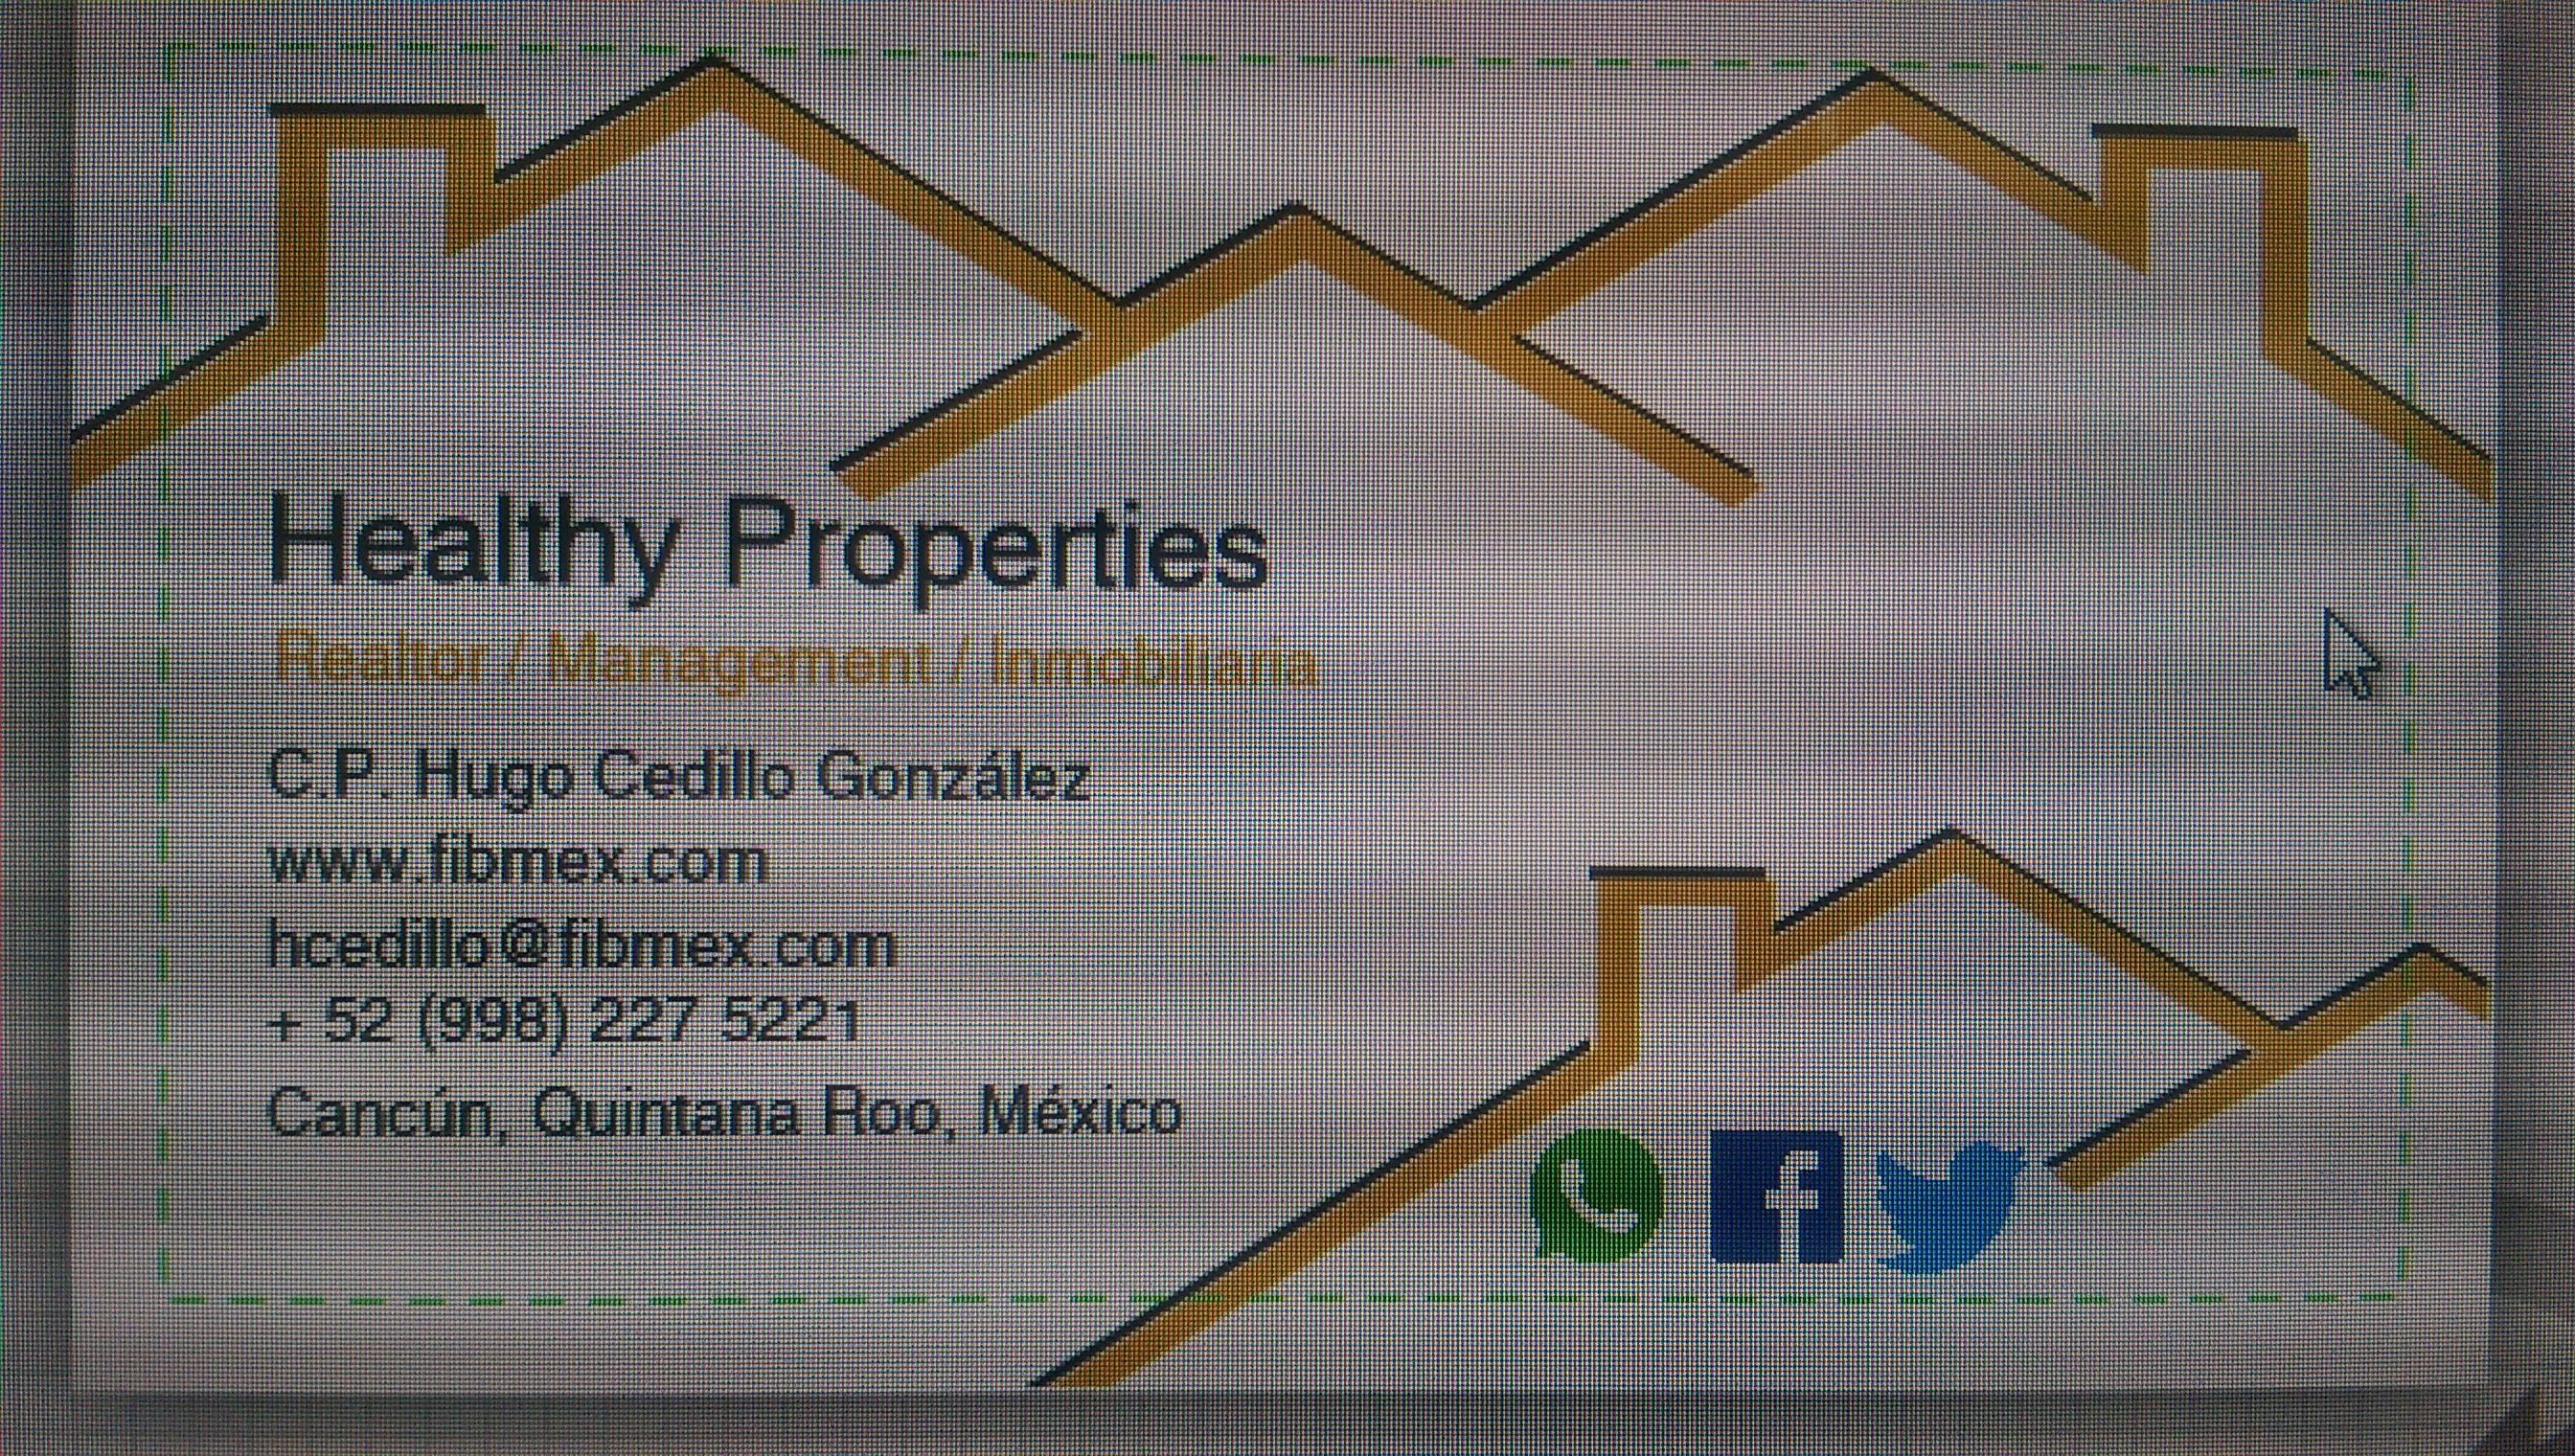 Healthy Properties
Realtor / Management / Inmobiliaria
C.P. Hugo Cedillo González
www.fibmex.com
hcedillo@fibmex.com
+ 52 (998) 227 5221
Cancún, Quintana Roo, México